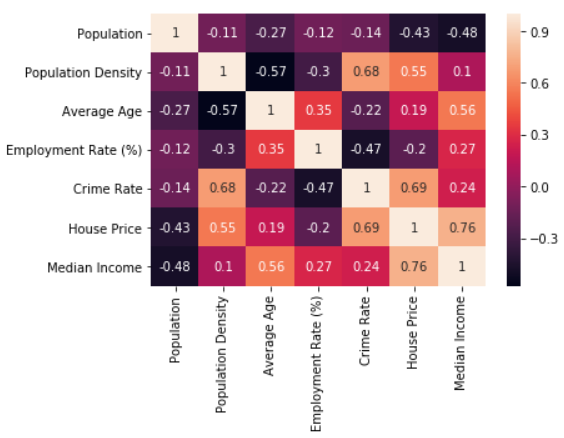 Population 1 -0.11 -0.27 -0.12 -0.14 -0.43 -0.48
Population Density -0.11 1 -0.57 -0.3 0.68 0.55 0.1
Average Age -0.27 -0.57 1 0.35 -0.22 0.19 0.56
Employment Rate (%) -0.12 -0.3 0.35 1 -0.47 -0.2 0.27
Crime Rate -0.14 0.68 -0.22 -0.47 1 0.69 0.24
House Price -0.43 0.55 0.19 -0.2 0.69 1 0.76
Median Income -0.48 0.1 0.56 0.27 0.24 0.76 1
Population
Population Density
Average Age
Employment Rate (%)
Crime Rate
House Price
Median Income
0.9
0.6
0.3
0.0
−0.3